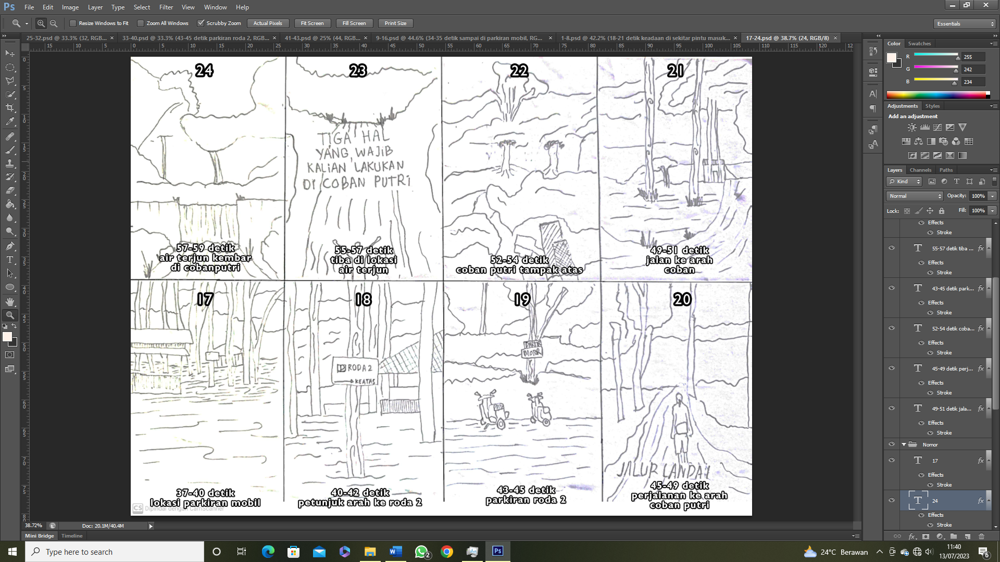 Ps File Edit Image Layer Type Select Filter View Window Help
Resize Windows to Fit Zoom All Windows Scrubby Zoom Actual Pixels Fit Screen Fill Screen Print Size Essentials
25-32.psd @ 33.3% (32, RGB... × 33-40.psd @ 33.3% (43-45 detik parkiran roda 2, RGB... × 41-43.psd @ 25% (44, RGB... × 9-16.psd @ 44.6% (34-35 detik sampai di parkiran mobil, RG... × 1-8.psd @ 42.2% (18-21 detik keadaan di sekitar pintu masuk... × 17-24.psd @ 38.7% (24, RGB/8) ×
24
57-59 detik
air terjun kembar
di cobanputri
23
TIGA HAL
YANG WAJIB
KALIAN LAKUKAN
DI COBAN PUTRI
55-57 detik
tiba di lokasi
air terjun
22
52-54 detik
coban putri tampak atas
21
49-51 detik
jalan ke arah
coban
17
37-40 detik
lokasi parkiran mobil
CS Dipindai dengan CamScanner
18
P RODA 2
KEATAS
40-42 detik
petunjuk arah ke roda 2
19
PARKIR
MOTOR
43-45 detik
parkiran roda 2
20
JALUR LANDAI
45-49 detik
perjalanan ke arah
coban putri
Color Swatches
R 255
G 242
B 234
Adjustments Styles
Add an adjustment
Layers Channels Paths
Kind
Normal Opacity: 100%
Lock: Fill: 100%
Effects
Stroke
55-57 detik tiba ... fx
Effects
Stroke
43-45 detik park... fx
Effects
Stroke
52-54 detik coba... fx
Effects
Stroke
45-49 detik perj... fx
Effects
Stroke
49-51 detik jala... fx
Effects
Stroke
Nomor
17 fx
Effects
Stroke
24 fx
Effects
Stroke
38.72% Doc: 20.1M/40.4M
Mini Bridge Timeline
Type here to search
2
Ps
24°C Berawan
11:40
13/07/2023
6